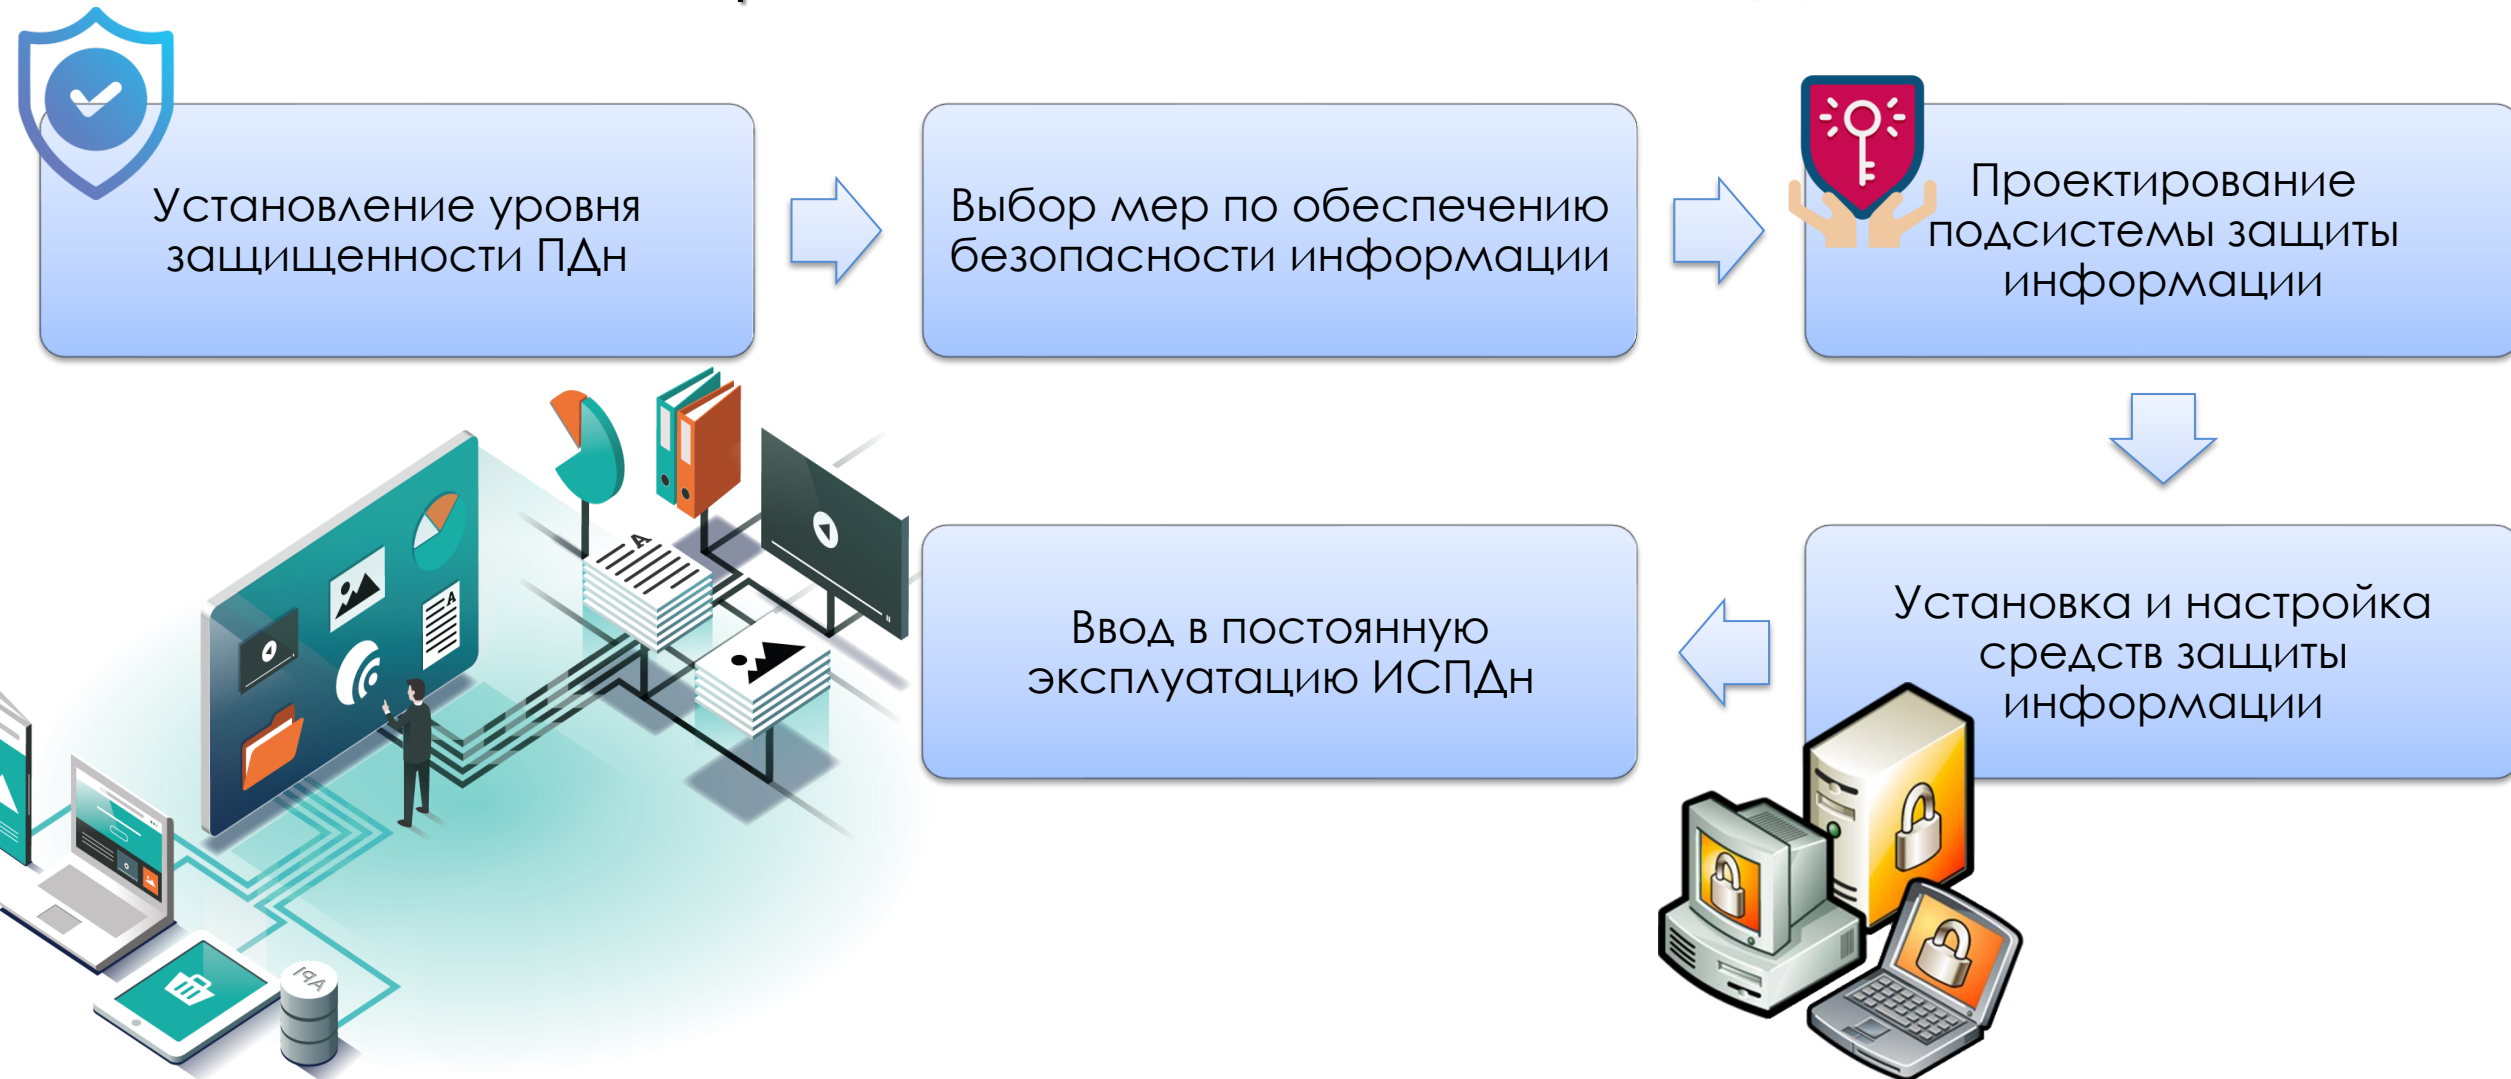 Установление уровня
защищенности ПДн
Выбор мер по обеспечению
безопасности информации
Проектирование
подсистемы защиты
информации
Установка и настройка
средств защиты
информации
Ввод в постоянную
эксплуатацию ИСПДн
A
A
API